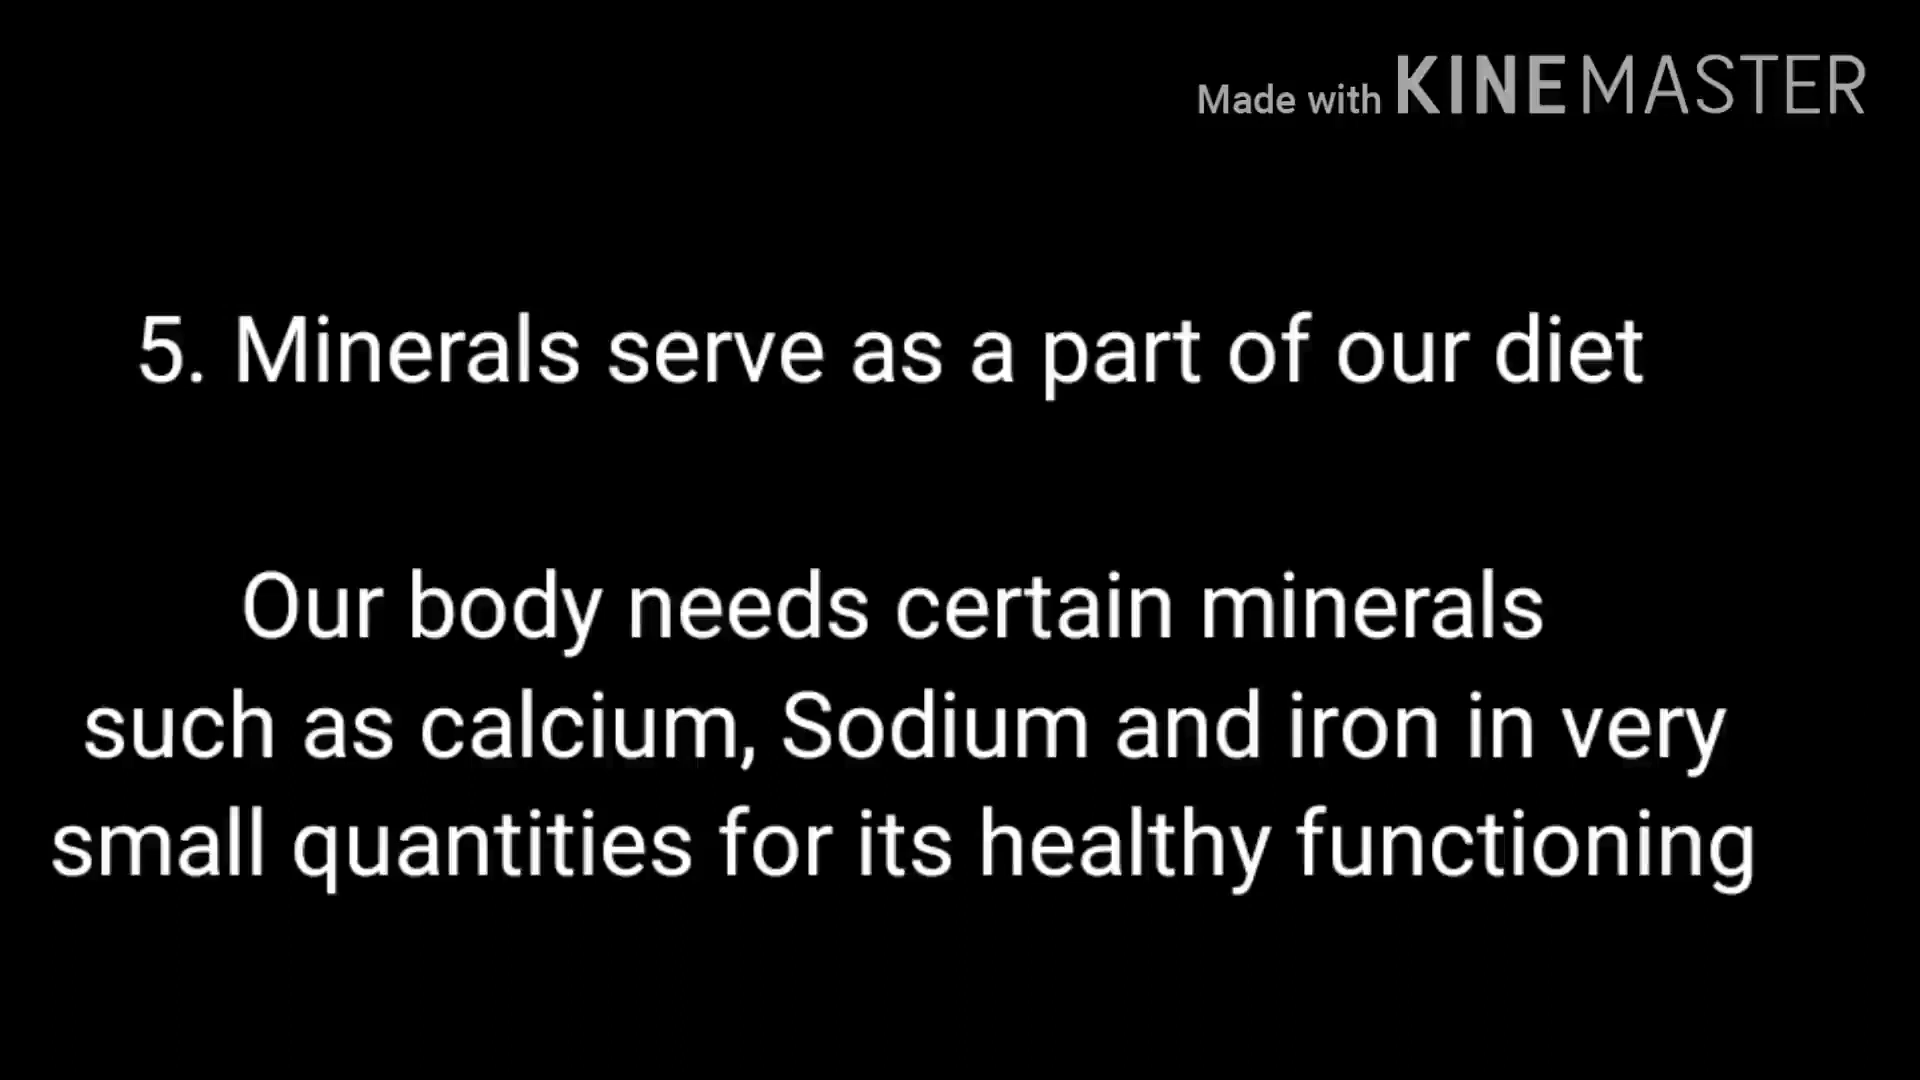 Made with KINEMASTER
5. Minerals serve as a part of our diet
Our body needs certain minerals
such as calcium, Sodium and iron in very
small quantities for its healthy functioning